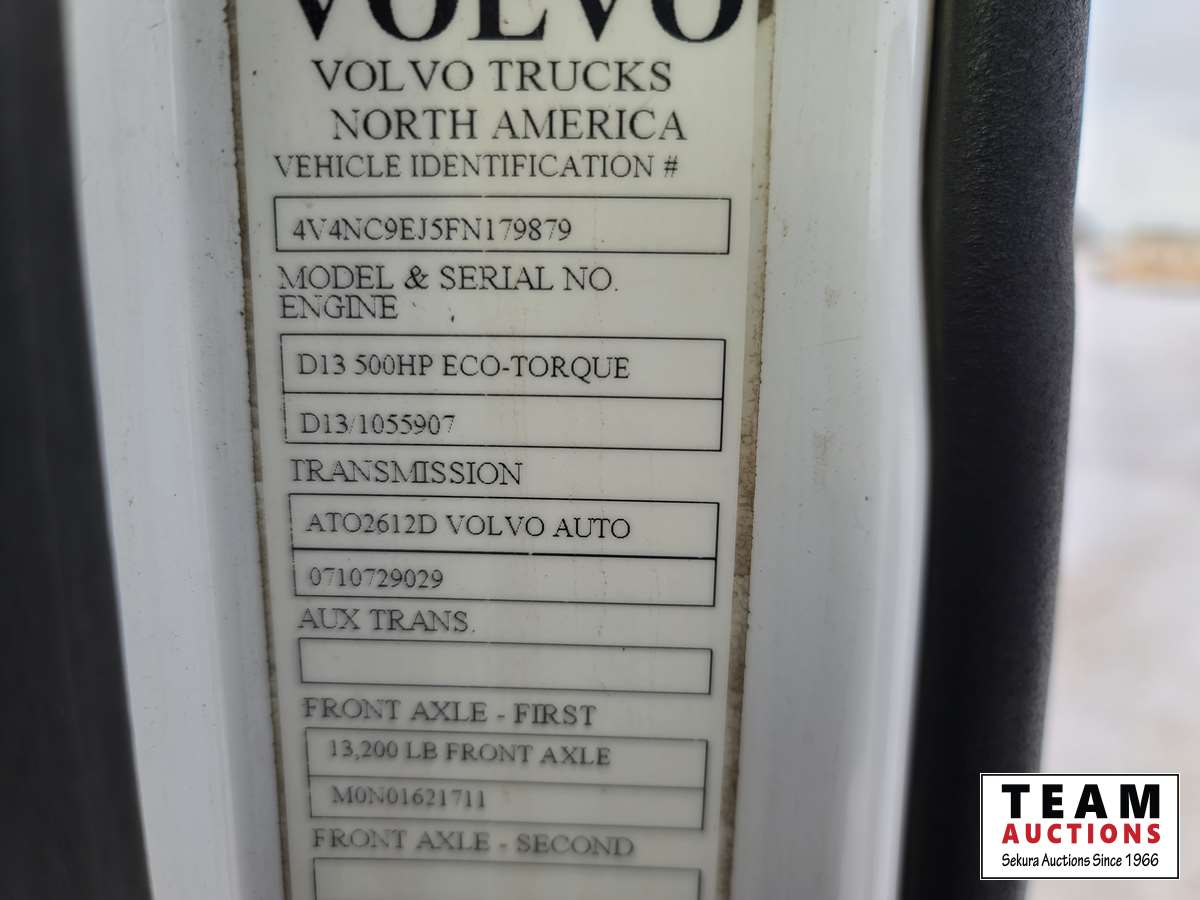 VOLVO
VOLVO TRUCKS
NORTH AMERICA
VEHICLE IDENTIFICATION #
4V4NC9EJ5FN179879
MODEL & SERIAL NO.
ENGINE
D13 500HP ECO-TORQUE
D13/1055907
TRANSMISSION
ATO2612D VOLVO AUTO
0710729029
AUX TRANS.
FRONT AXLE - FIRST
13,200 LB FRONT AXLE
M0N01621711
FRONT AXLE - SECOND
TEAM
AUCTIONS
Sekura Auctions Since 1966